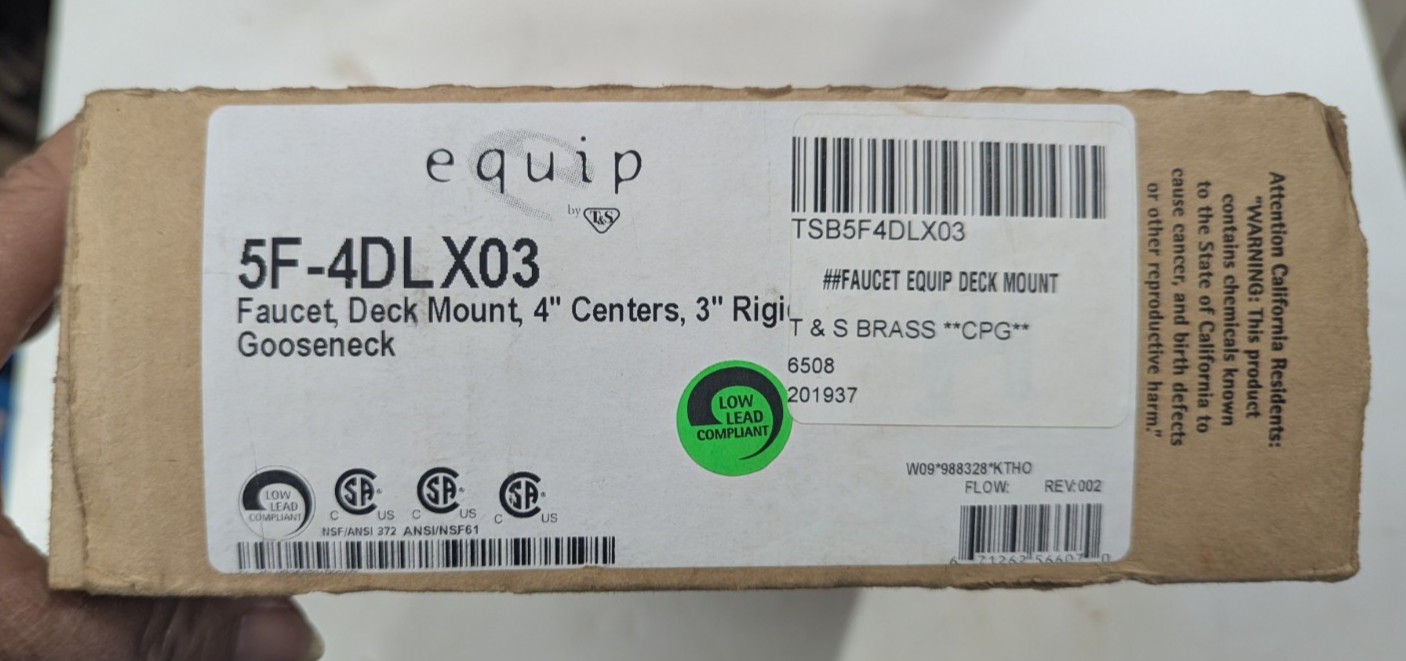 equip
by T&S
5F-4DLX03
Faucet, Deck Mount, 4" Centers, 3" Rigi
Gooseneck
TSB5F4DLX03
##FAUCET EQUIP DECK MOUNT
T & S BRASS **CPG**
6508
201937
LOW
LEAD
COMPLIANT
W09*988328*KTHO
FLOW: REV:002
LOW
LEAD
COMPLIANT
C US C US C US
NSF/ANSI 372 ANSI/NSF61
Attention California Residents:
"WARNING: This product
contains chemicals known
to the State of California to
cause cancer, and birth defects
or other reproductive harm."